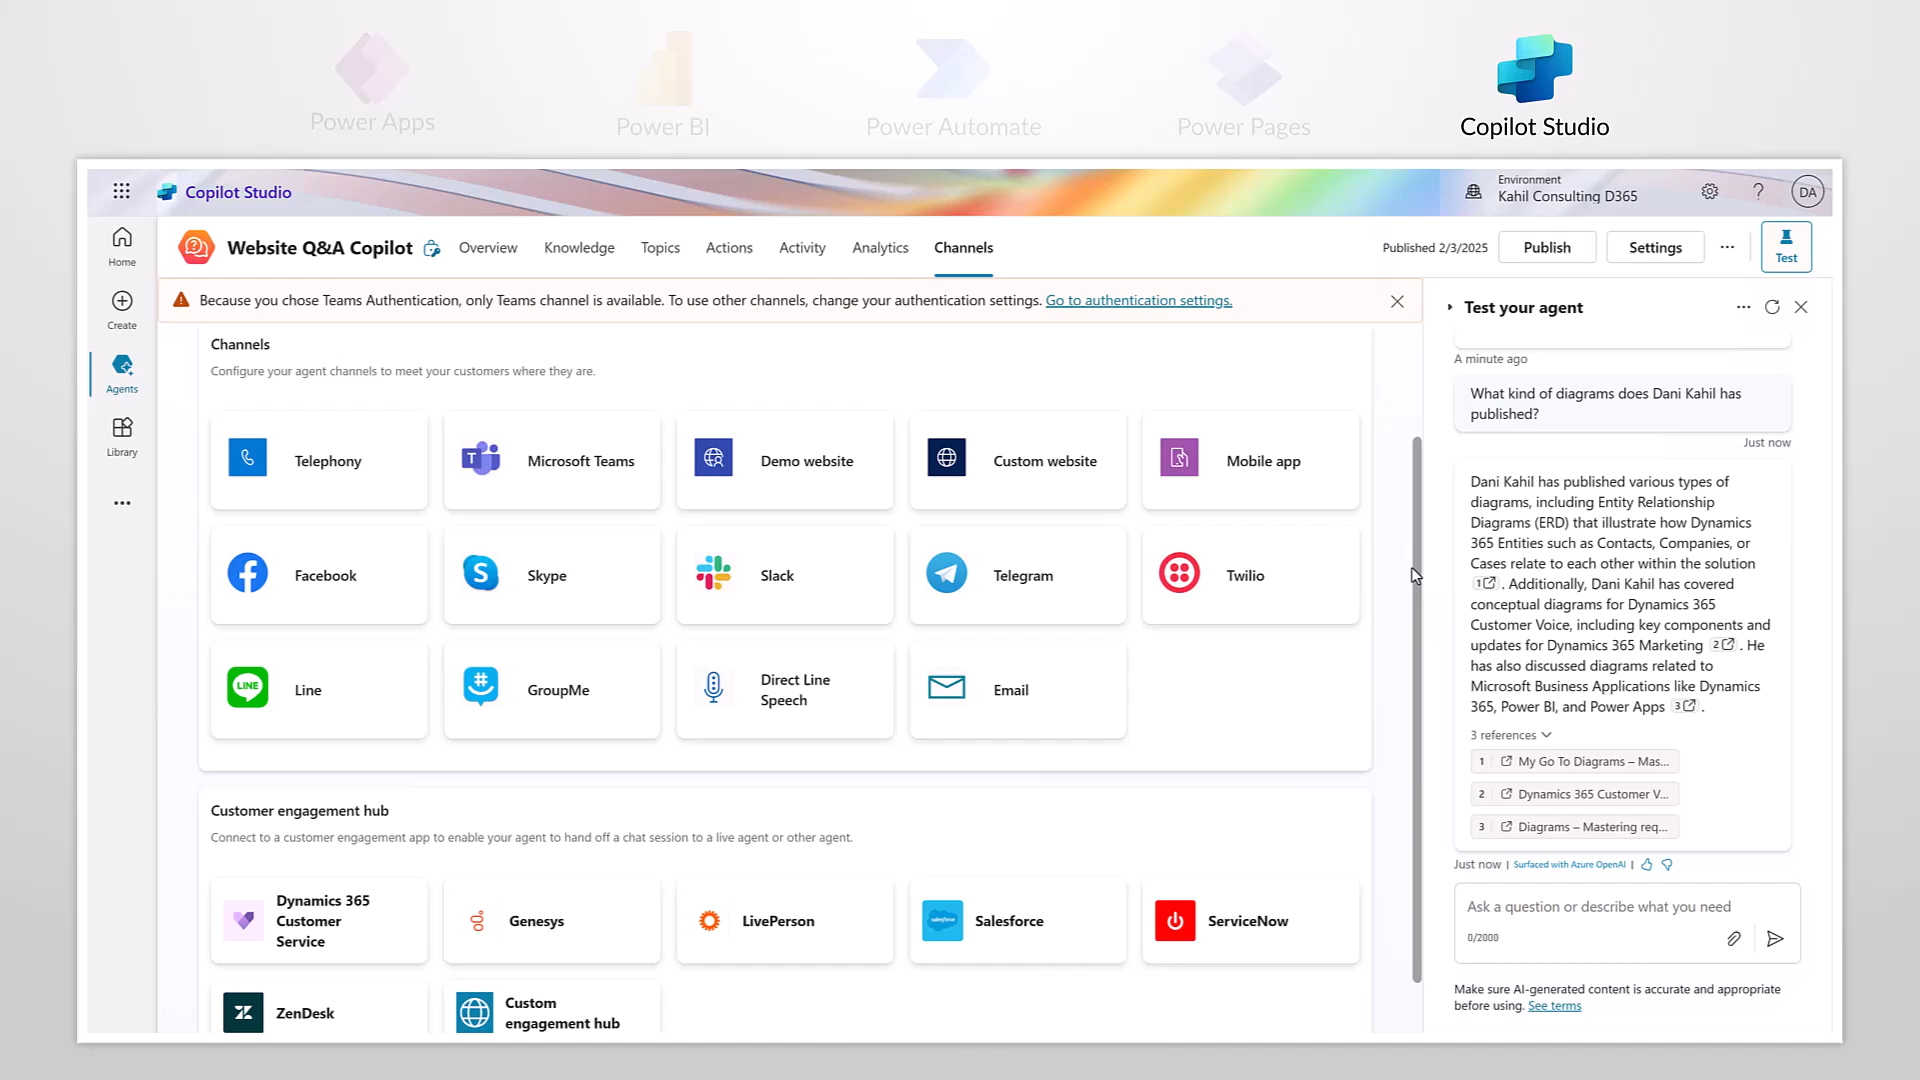 Power Apps
Power BI
Power Automate
Power Pages
Copilot Studio
Copilot Studio
Environment
Kahil Consulting D365
?
DA
Home
Create
Agents
Library
Website Q&A Copilot
Overview
Knowledge
Topics
Actions
Activity
Analytics
Channels
Published 2/3/2025
Publish
Settings
Test
Because you chose Teams Authentication, only Teams channel is available. To use other channels, change your authentication settings. Go to authentication settings.
Channels
Configure your agent channels to meet your customers where they are.
Telephony
T
Microsoft Teams
Demo website
Custom website
Mobile app
Facebook
S
Skype
Slack
Telegram
Twilio
LINE
Line
#
GroupMe
Direct Line
Speech
Email
Customer engagement hub
Connect to a customer engagement app to enable your agent to hand off a chat session to a live agent or other agent.
Dynamics 365
Customer
Service
Genesys
LivePerson
salesforce
Salesforce
ServiceNow
ZenDesk
Custom
engagement hub
Test your agent
A minute ago
What kind of diagrams does Dani Kahil has
published?
Just now
Dani Kahil has published various types of
diagrams, including Entity Relationship
Diagrams (ERD) that illustrate how Dynamics
365 Entities such as Contacts, Companies, or
Cases relate to each other within the solution
1 . Additionally, Dani Kahil has covered
conceptual diagrams for Dynamics 365
Customer Voice, including key components and
updates for Dynamics 365 Marketing 2 . He
has also discussed diagrams related to
Microsoft Business Applications like Dynamics
365, Power BI, and Power Apps 3 .
3 references
1 My Go To Diagrams – Mas...
2 Dynamics 365 Customer V...
3 Diagrams – Mastering req...
Just now | Surfaced with Azure OpenAI |
Ask a question or describe what you need
0/2000
Make sure AI-generated content is accurate and appropriate
before using. See terms